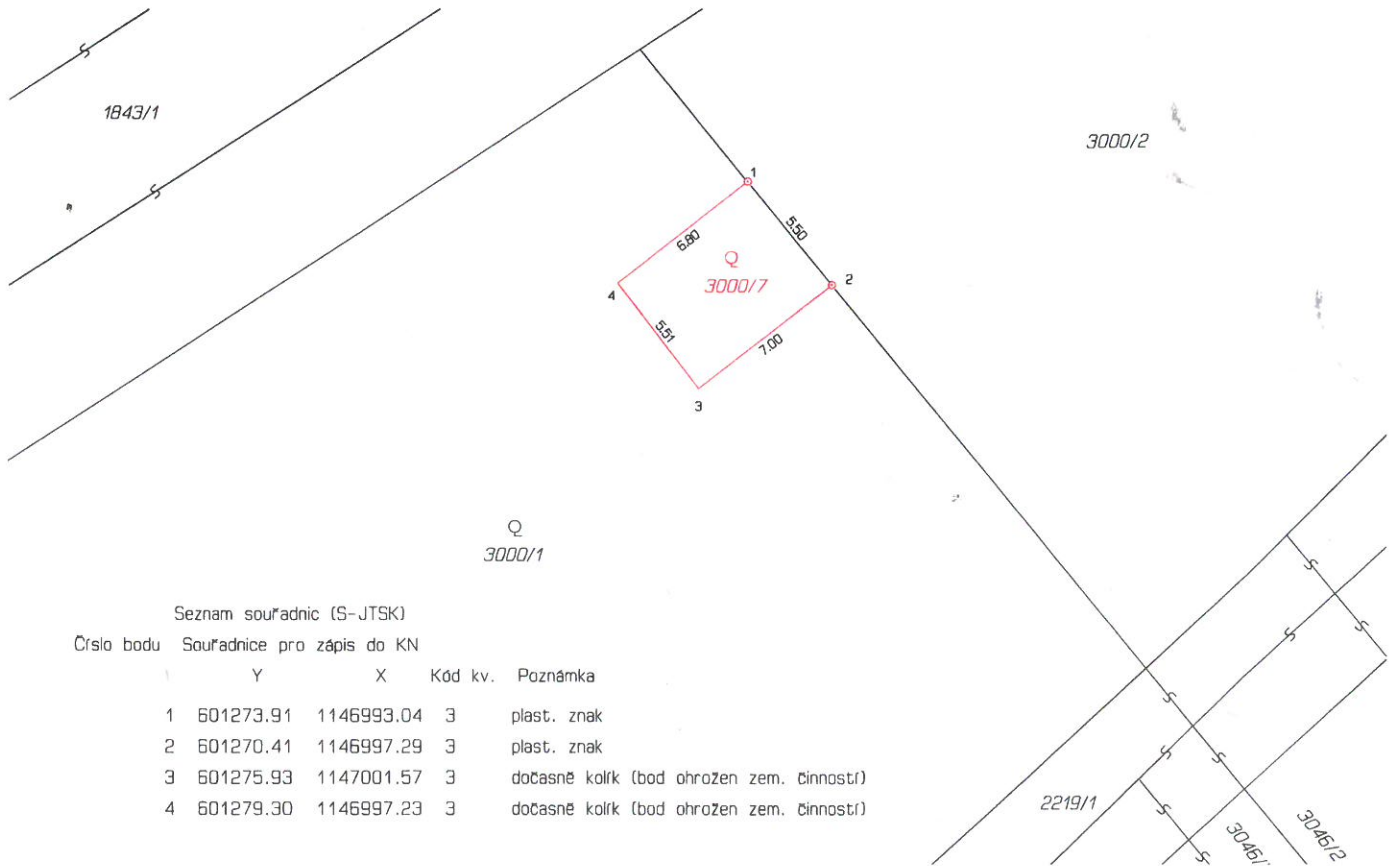 1843/1
3000/2
1
5.50
6.80
Q
3000/7
2
4
5.51
7.00
3
Q
3000/1
Seznam souřadnic (S-JTSK)
Číslo bodu Souřadnice pro zápis do KN
Y X Kód kv. Poznámka
1 601273.91 1146993.04 3 plast. znak
2 601270.41 1146997.29 3 plast. znak
3 601275.93 1147001.57 3 dočasně kolík (bod ohrožen zem. činností)
4 601279.30 1146997.23 3 dočasně kolík (bod ohrožen zem. činností)
2219/1
3046/
3046/2